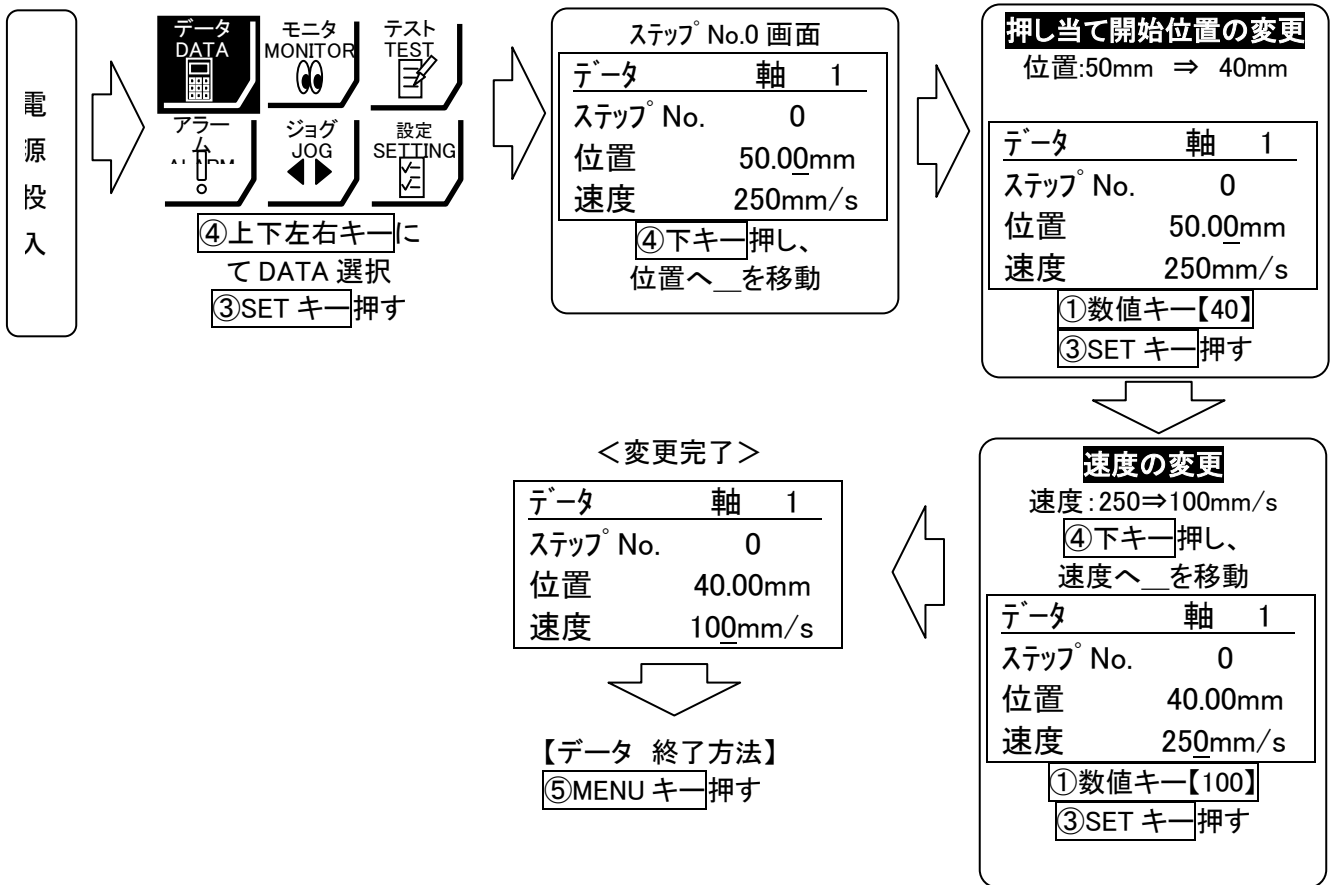 電
源
投
入
データ
DATA
モニタ
MONITOR
テスト
TEST
アラー
ム
ALARM
ジョグ
JOG
設定
SETTING
④上下左右キーに
て DATA 選択
③SET キー押す
ステップ No.0 画面
データ 軸 1
ステップ No. 0
位置 50.00mm
速度 250mm/s
④下キー押し、
位置へ＿を移動
押し当て開始位置の変更
位置:50mm ⇒ 40mm
データ 軸 1
ステップ No. 0
位置 50.00mm
速度 250mm/s
①数値キー【40】
③SET キー押す
速度の変更
速度:250⇒100mm/s
④下キー押し、
速度へ＿を移動
データ 軸 1
ステップ No. 0
位置 40.00mm
速度 250mm/s
①数値キー【100】
③SET キー押す
＜変更完了＞
データ 軸 1
ステップ No. 0
位置 40.00mm
速度 100mm/s
【データ 終了方法】
⑤MENU キー押す